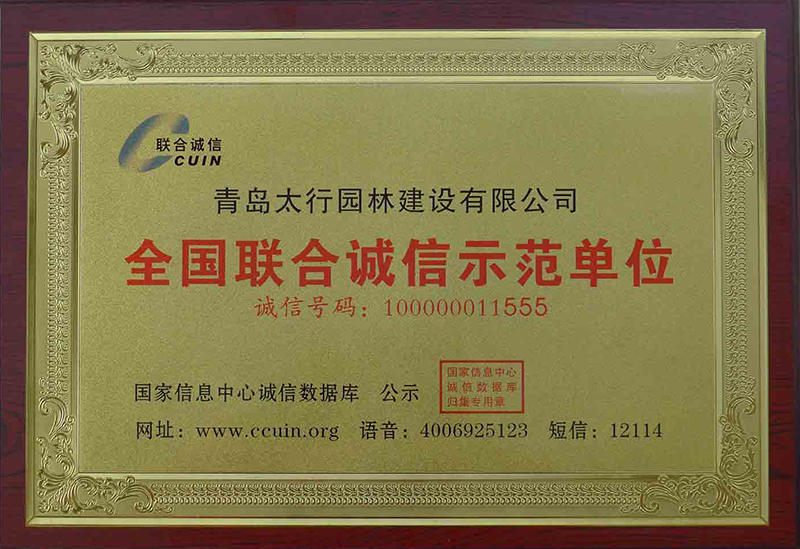 联合诚信
CCUIN
青岛太行园林建设有限公司
全国联合诚信示范单位
诚信号码：100000011555
国家信息中心诚信数据库 公示
国家信息中心
诚信数据库
归集专用章
网址：www.ccuin.org 语音：4006925123 短信：12114